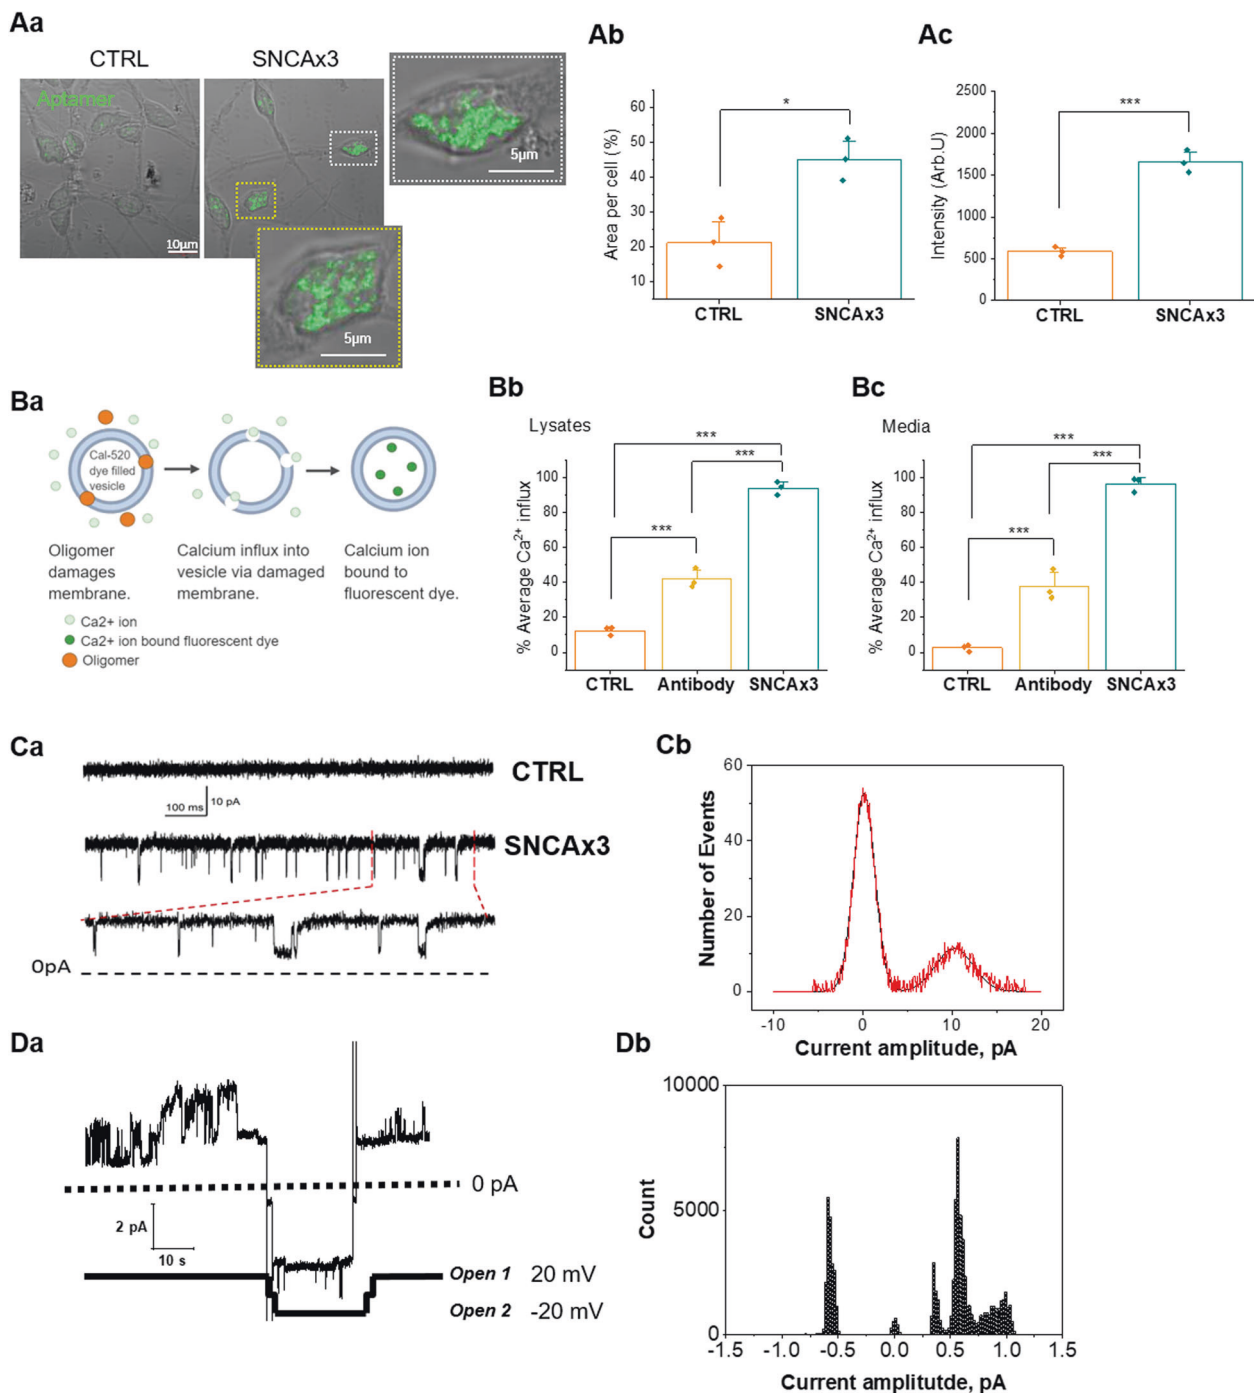 Aa
CTRL
SNCAx3
Aptamer
10µm
5µm
5µm
Ab
Area per cell (%)
60
50
40
30
20
10
*
CTRL
SNCAx3
Ac
Intensity (Arb.U)
2500
2000
1500
1000
500
0
***
CTRL
SNCAx3
Ba
Cal-520
dye filled
vesicle
Oligomer
damages
membrane.
Calcium influx into
vesicle via damaged
membrane.
Calcium ion
bound to
fluorescent dye.
Ca2+ ion
Ca2+ ion bound fluorescent dye
Oligomer
Bb
Lysates
% Average Ca²⁺ influx
100
80
60
40
20
0
***
***
***
CTRL
Antibody
SNCAx3
Bc
Media
% Average Ca²⁺ influx
100
80
60
40
20
0
***
***
***
CTRL
Antibody
SNCAx3
Ca
CTRL
100 ms
10 pA
SNCAx3
0pA
Cb
Number of Events
60
40
20
0
-10
0
10
20
Current amplitude, pA
Da
0 pA
2 pA
10 s
Open 1 20 mV
Open 2 -20 mV
Db
Count
10000
5000
0
-1.5
-1.0
-0.5
0.0
0.5
1.0
1.5
Current amplitutde, pA